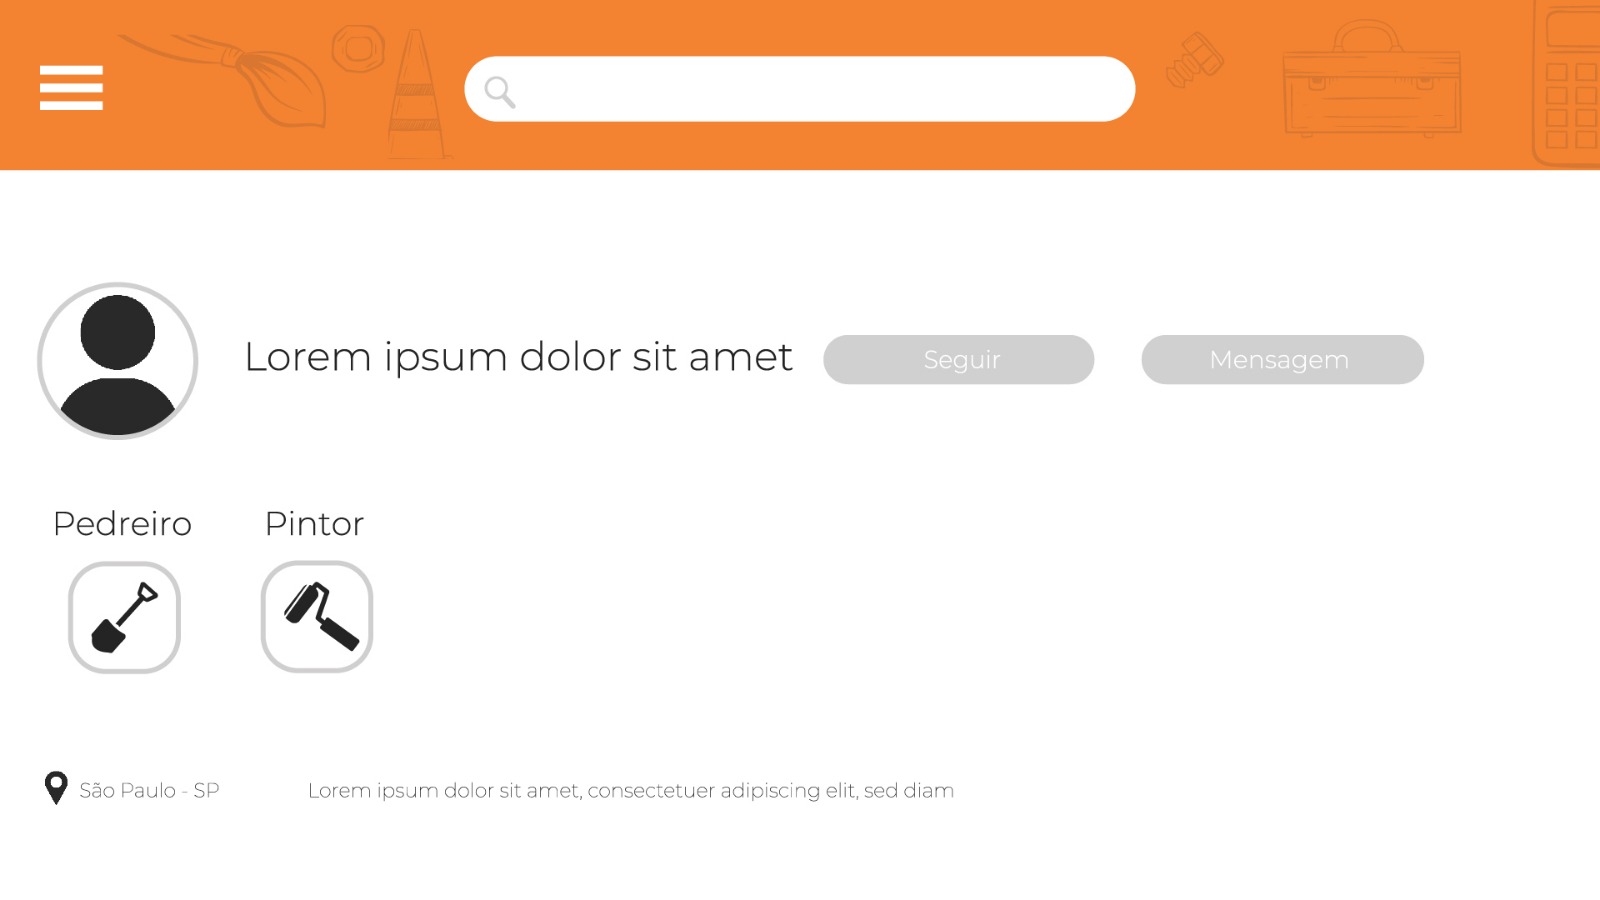 Lorem ipsum dolor sit amet
Seguir
Mensagem
Pedreiro
Pintor
São Paulo - SP
Lorem ipsum dolor sit amet, consectetuer adipiscing elit, sed diam